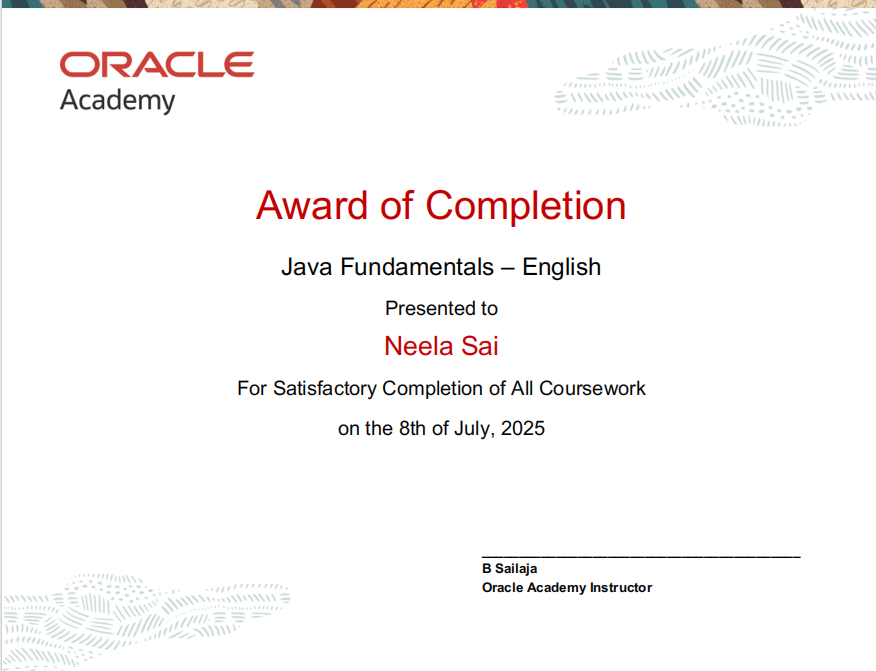 ORACLE
Academy
Award of Completion
Java Fundamentals – English
Presented to
Neela Sai
For Satisfactory Completion of All Coursework
on the 8th of July, 2025
B Sailaja
Oracle Academy Instructor